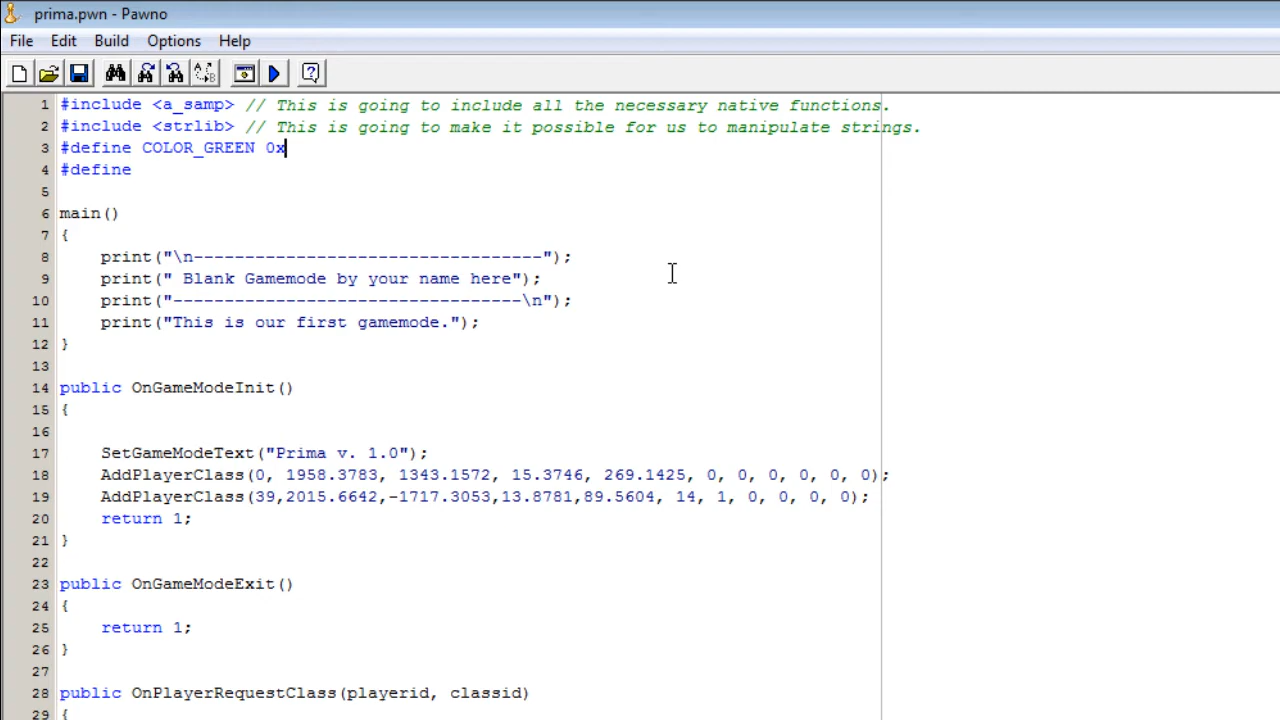 prima.pwn - Pawno
File Edit Build Options Help
1 #include <a_samp> // This is going to include all the necessary native functions.
2 #include <strlib> // This is going to make it possible for us to manipulate strings.
3 #define COLOR_GREEN 0x
4 #define
5
6 main()
7 {
8 print("\n----------------------------------");
9 print(" Blank Gamemode by your name here");
10 print("----------------------------------\n");
11 print("This is our first gamemode.");
12 }
13
14 public OnGameModeInit()
15 {
16
17 SetGameModeText("Prima v. 1.0");
18 AddPlayerClass(0, 1958.3783, 1343.1572, 15.3746, 269.1425, 0, 0, 0, 0, 0, 0);
19 AddPlayerClass(39,2015.6642,-1717.3053,13.8781,89.5604, 14, 1, 0, 0, 0, 0);
20 return 1;
21 }
22
23 public OnGameModeExit()
24 {
25 return 1;
26 }
27
28 public OnPlayerRequestClass(playerid, classid)
29 {